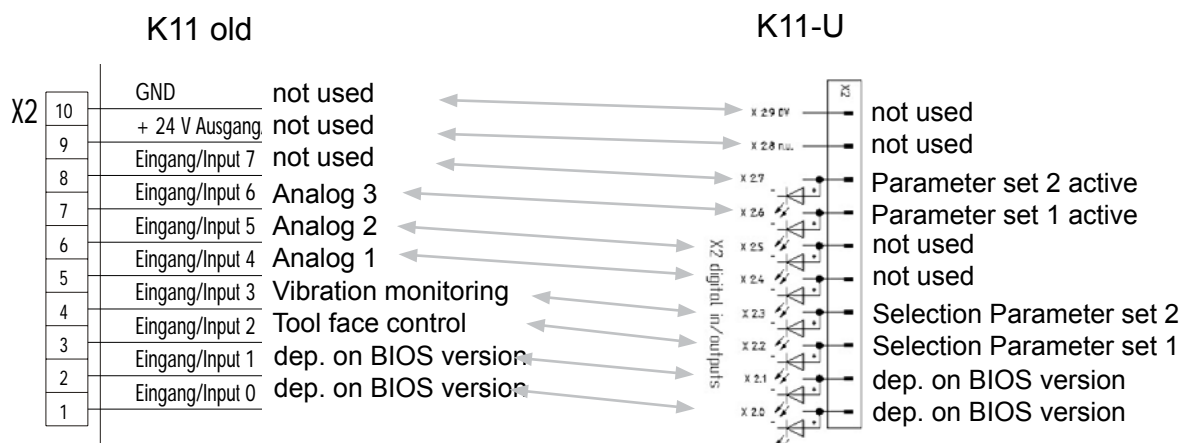 K11 old
K11-U
X2
10
GND
not used
9
+ 24 V Ausgang
not used
8
Eingang/Input 7
not used
7
Eingang/Input 6
Analog 3
6
Eingang/Input 5
Analog 2
5
Eingang/Input 4
Analog 1
4
Eingang/Input 3
Vibration monitoring
3
Eingang/Input 2
Tool face control
2
Eingang/Input 1
dep. on BIOS version
1
Eingang/Input 0
dep. on BIOS version
X2
X2 digital in/outputs
X 2.9 0V
not used
X 2.8 n.u.
not used
X 2.7
Parameter set 2 active
X 2.6
Parameter set 1 active
X 2.5
not used
X 2.4
not used
X 2.3
Selection Parameter set 2
X 2.2
Selection Parameter set 1
X 2.1
dep. on BIOS version
X 2.0
dep. on BIOS version